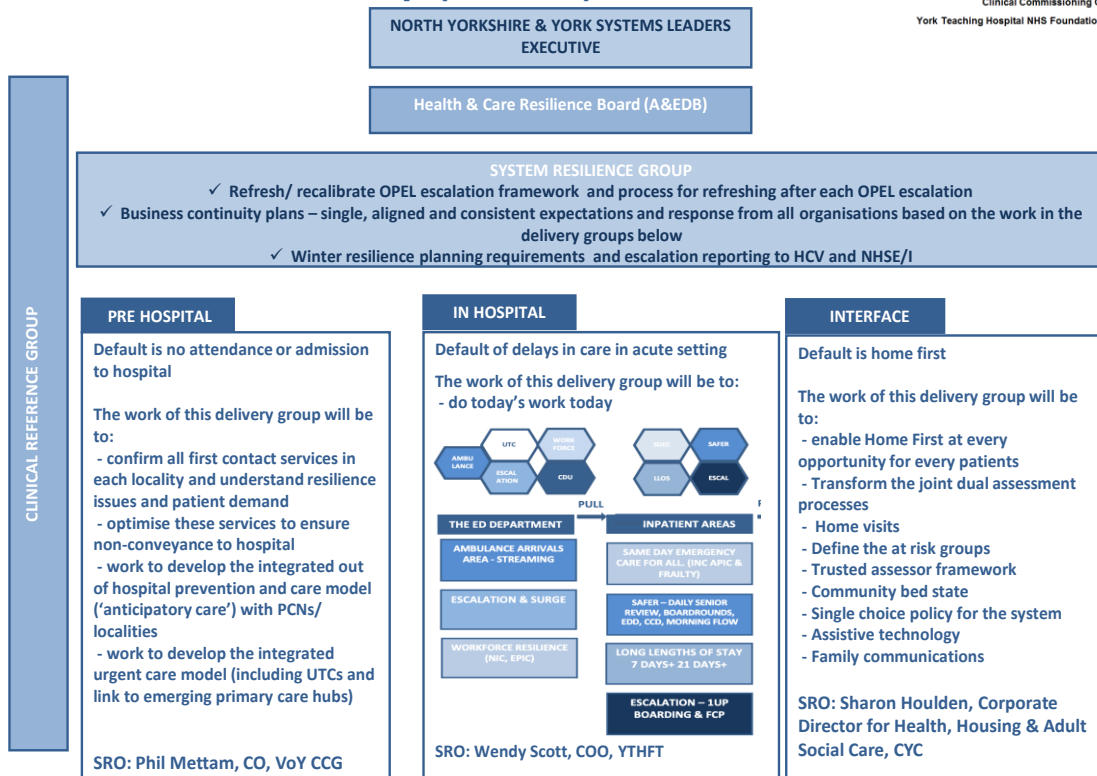 Clinical Commissioning
York Teaching Hospital NHS Foundation
NORTH YORKSHIRE & YORK SYSTEMS LEADERS
EXECUTIVE
Health & Care Resilience Board (A&EDB)
CLINICAL REFERENCE GROUP
SYSTEM RESILIENCE GROUP
✓ Refresh/ recalibrate OPEL escalation framework and process for refreshing after each OPEL escalation
✓ Business continuity plans – single, aligned and consistent expectations and response from all organisations based on the work in the
delivery groups below
✓ Winter resilience planning requirements and escalation reporting to HCV and NHSE/I
PRE HOSPITAL
Default is no attendance or admission
to hospital
The work of this delivery group will be
to:
- confirm all first contact services in
each locality and understand resilience
issues and patient demand
- optimise these services to ensure
non-conveyance to hospital
- work to develop the integrated out
of hospital prevention and care model
(‘anticipatory care’) with PCNs/
localities
- work to develop the integrated
urgent care model (including UTCs and
link to emerging primary care hubs)
SRO: Phil Mettam, CO, VoY CCG
IN HOSPITAL
Default of delays in care in acute setting
The work of this delivery group will be to:
- do today’s work today
AMBU
LANCE
UTC
ESCAL
ATION
WORK
FORCE
CDU
SDEC
LLOS
SAFER
ESCAL
PULL
THE ED DEPARTMENT
AMBULANCE ARRIVALS
AREA - STREAMING
ESCALATION & SURGE
WORKFORCE RESILIENCE
(NIC, EPIC)
INPATIENT AREAS
SAME DAY EMERGENCY
CARE FOR ALL. (INC APIC &
FRAILTY)
SAFER – DAILY SENIOR
REVIEW, BOARDROUNDS,
EDD, CCD, MORNING FLOW
LONG LENGTHS OF STAY
7 DAYS+ 21 DAYS+
ESCALATION – 1UP
BOARDING & FCP
SRO: Wendy Scott, COO, YTHFT
INTERFACE
Default is home first
The work of this delivery group will be
to:
- enable Home First at every
opportunity for every patients
- Transform the joint dual assessment
processes
- Home visits
- Define the at risk groups
- Trusted assessor framework
- Community bed state
- Single choice policy for the system
- Assistive technology
- Family communications
SRO: Sharon Houlden, Corporate
Director for Health, Housing & Adult
Social Care, CYC